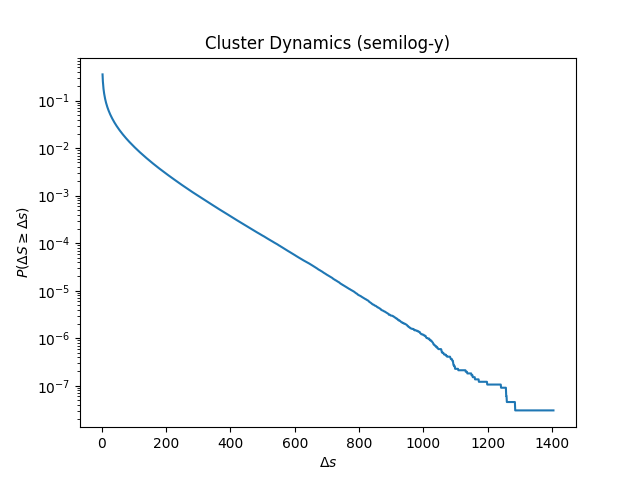 Cluster Dynamics (semilog-y)
P(ΔS ≥ Δs)
10⁻¹
10⁻²
10⁻³
10⁻⁴
10⁻⁵
10⁻⁶
10⁻⁷
0 200 400 600 800 1000 1200 1400
Δs